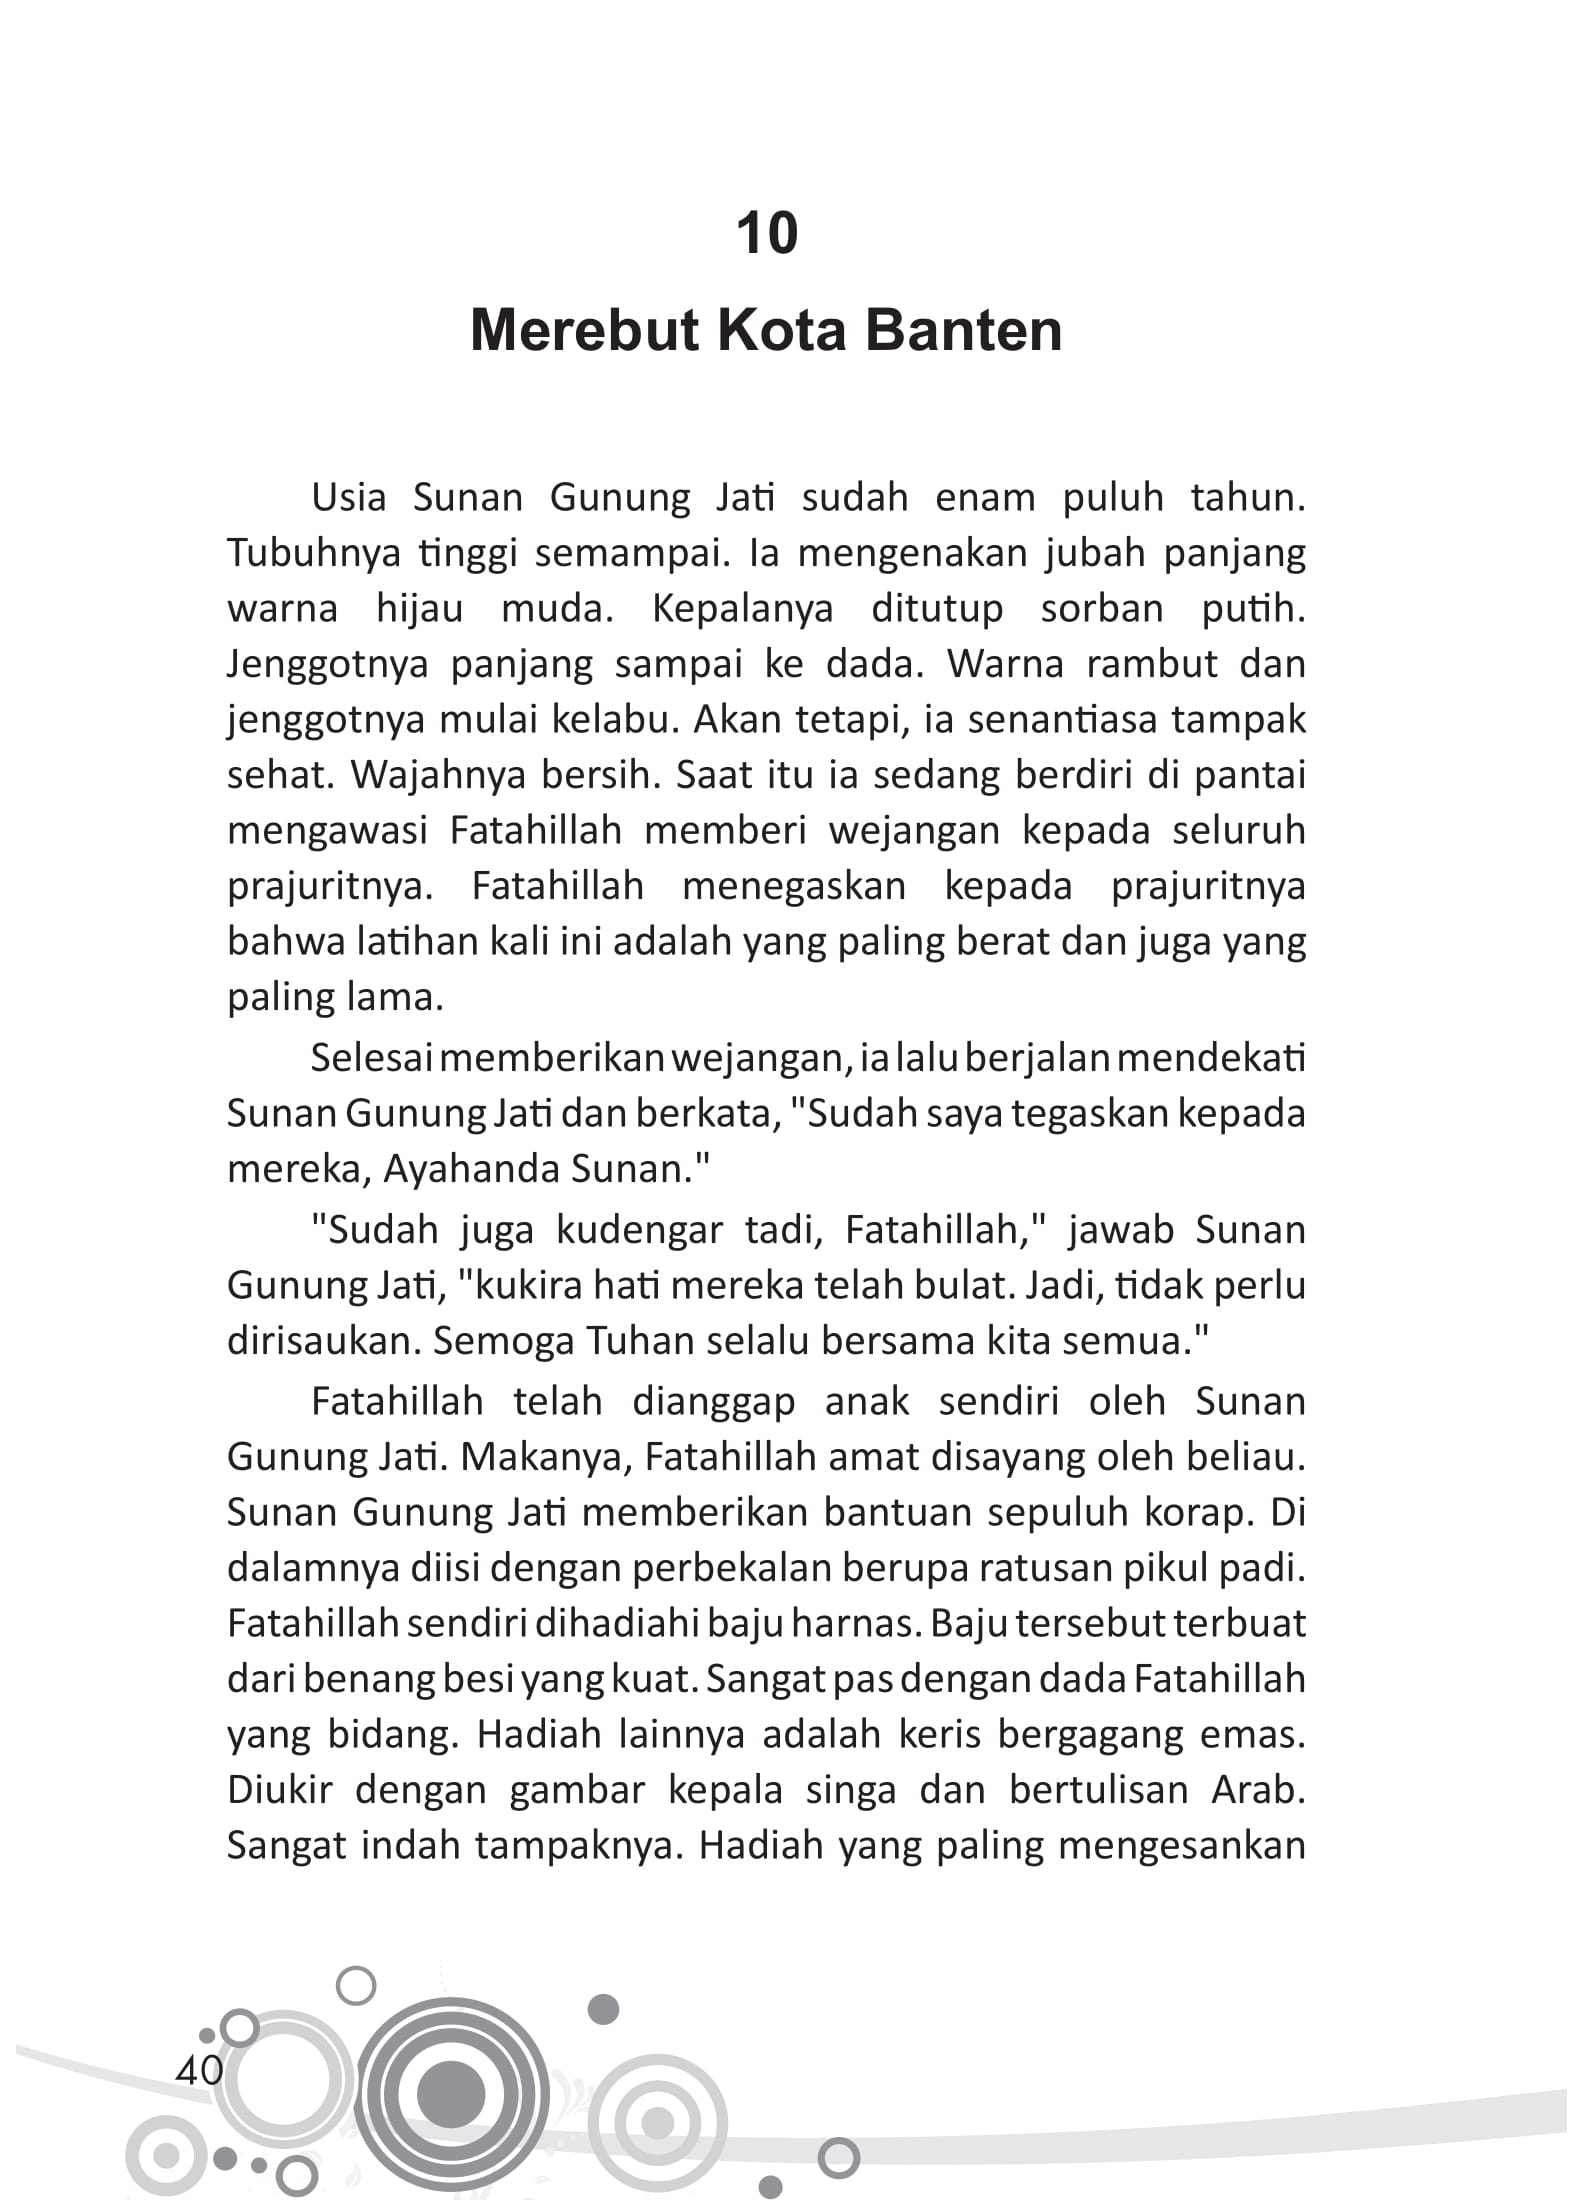 10
Merebut Kota Banten
Usia Sunan Gunung Jati sudah enam puluh tahun.
Tubuhnya tinggi semampai. Ia mengenakan jubah panjang
warna hijau muda. Kepalanya ditutup sorban putih.
Jenggotnya panjang sampai ke dada. Warna rambut dan
jenggotnya mulai kelabu. Akan tetapi, ia senantiasa tampak
sehat. Wajahnya bersih. Saat itu ia sedang berdiri di pantai
mengawasi Fatahillah memberi wejangan kepada seluruh
prajuritnya. Fatahillah menegaskan kepada prajuritnya
bahwa latihan kali ini adalah yang paling berat dan juga yang
paling lama.
Selesai memberikan wejangan, ia lalu berjalan mendekati
Sunan Gunung Jati dan berkata, "Sudah saya tegaskan kepada
mereka, Ayahanda Sunan."
"Sudah juga kudengar tadi, Fatahillah," jawab Sunan
Gunung Jati, "kukira hati mereka telah bulat. Jadi, tidak perlu
dirisaukan. Semoga Tuhan selalu bersama kita semua."
Fatahillah telah dianggap anak sendiri oleh Sunan
Gunung Jati. Makanya, Fatahillah amat disayang oleh beliau.
Sunan Gunung Jati memberikan bantuan sepuluh korap. Di
dalamnya diisi dengan perbekalan berupa ratusan pikul padi.
Fatahillah sendiri dihadiahi baju harnas. Baju tersebut terbuat
dari benang besi yang kuat. Sangat pas dengan dada Fatahillah
yang bidang. Hadiah lainnya adalah keris bergagang emas.
Diukir dengan gambar kepala singa dan bertulisan Arab.
Sangat indah tampaknya. Hadiah yang paling mengesankan
40